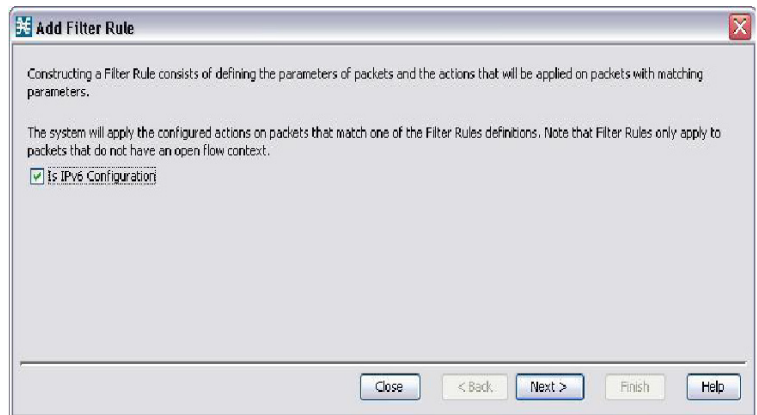 Add Filter Rule
Constructing a Filter Rule consists of defining the parameters of packets and the actions that will be applied on packets with matching
parameters.
The system will apply the configured actions on packets that match one of the Filter Rules definitions. Note that Filter Rules only apply to
packets that do not have an open flow context.
Is IPv6 Configuration
Close < Back Next > Finish Help